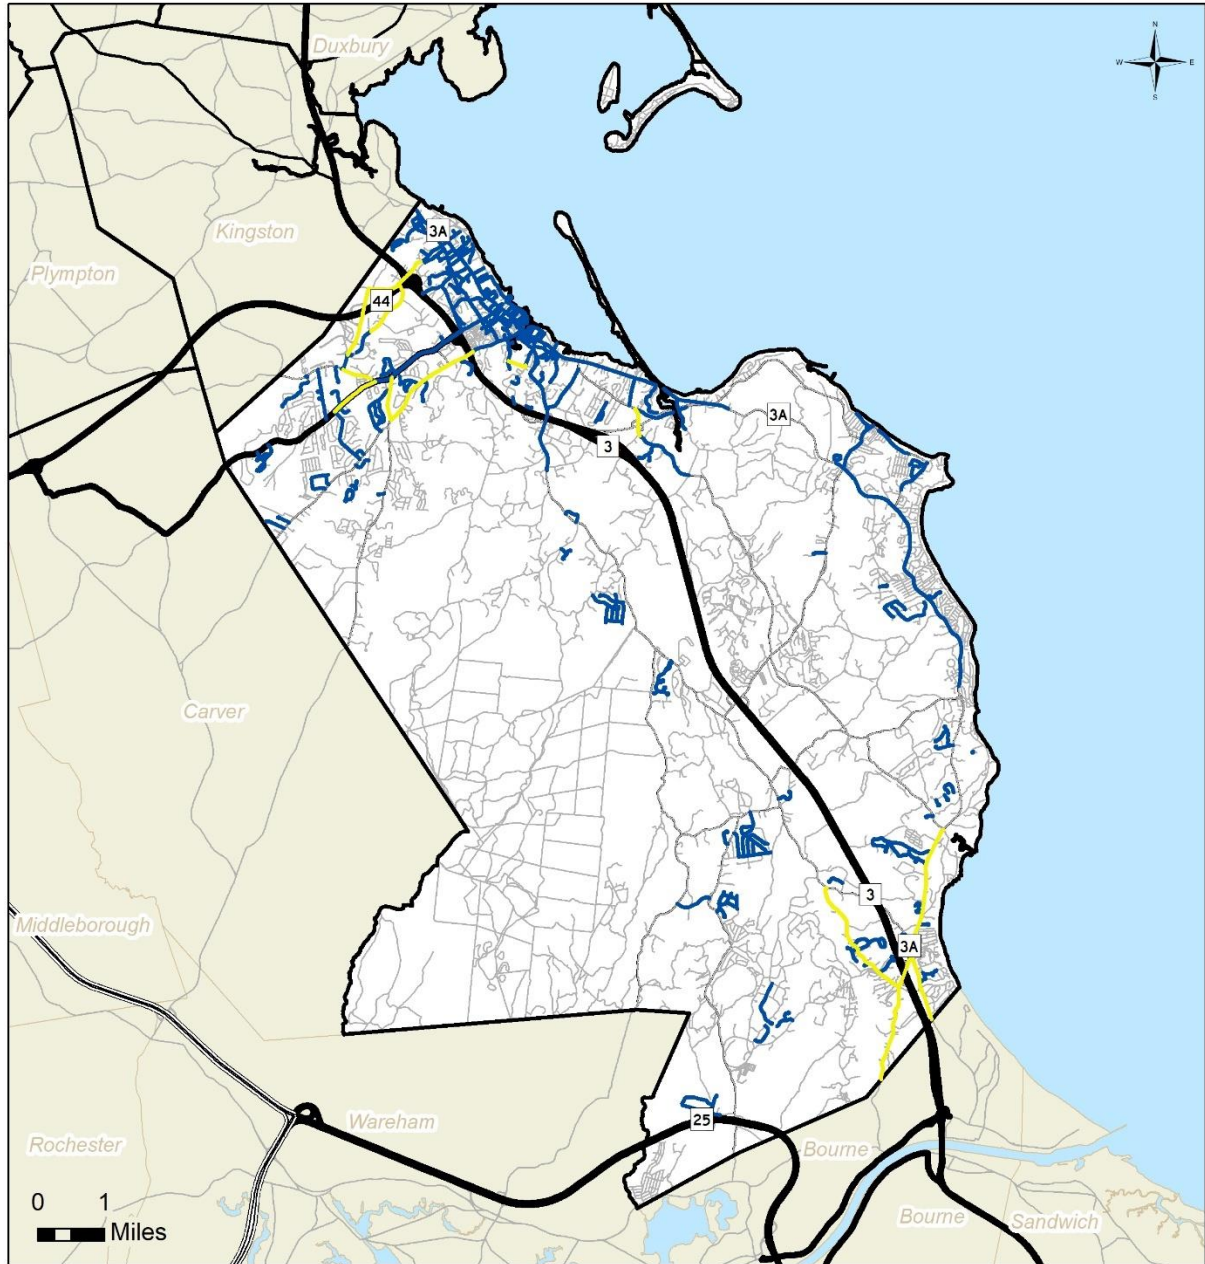 Duxbury
N
W
E
S
Kingston
3A
Plympton
44
3A
3
Carver
3
Middleborough
3A
25
Wareham
Rochester
Bourne
0 1
Miles
Bourne
Sandwich